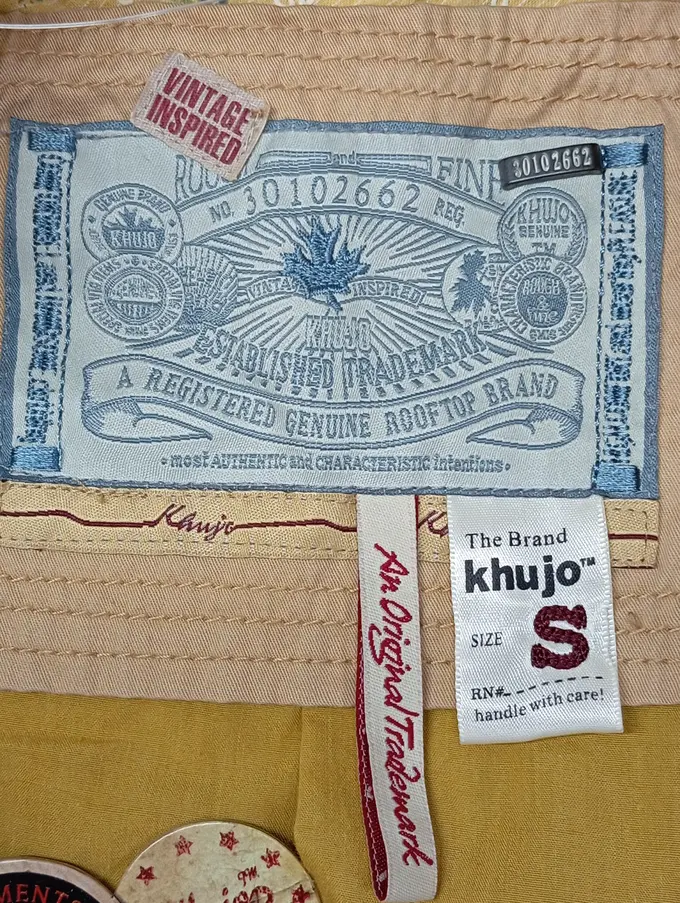 VINTAGE
INSPIRED
and
30102662
NO. 30102662 REG.
GENUINE BRAND
KHUJO
KHUJO
GENUINE
TM
INSPIRED
KHUJO
ESTABLISHED TRADEMARK
A REGISTERED GENUINE ROOFTOP BRAND
• most AUTHENTIC and CHARACTERISTIC intentions •
Khujo
The Brand
khujo™
SIZE S
RN#
handle with care!
An Original Trademark